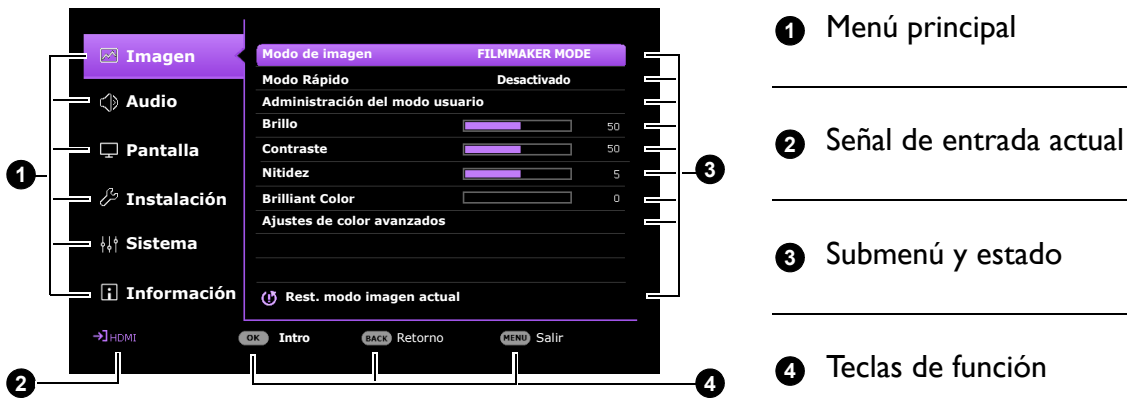 Imagen
Audio
Pantalla
Instalación
Sistema
Información
Modo de imagen FILMMAKER MODE
Modo Rápido Desactivado
Administración del modo usuario
Brillo 50
Contraste 50
Nitidez 5
Brilliant Color 0
Ajustes de color avanzados
Rest. modo imagen actual
HDMI
OK Intro BACK Retorno MENU Salir
1
2
3
4
1 Menú principal
2 Señal de entrada actual
3 Submenú y estado
4 Teclas de función